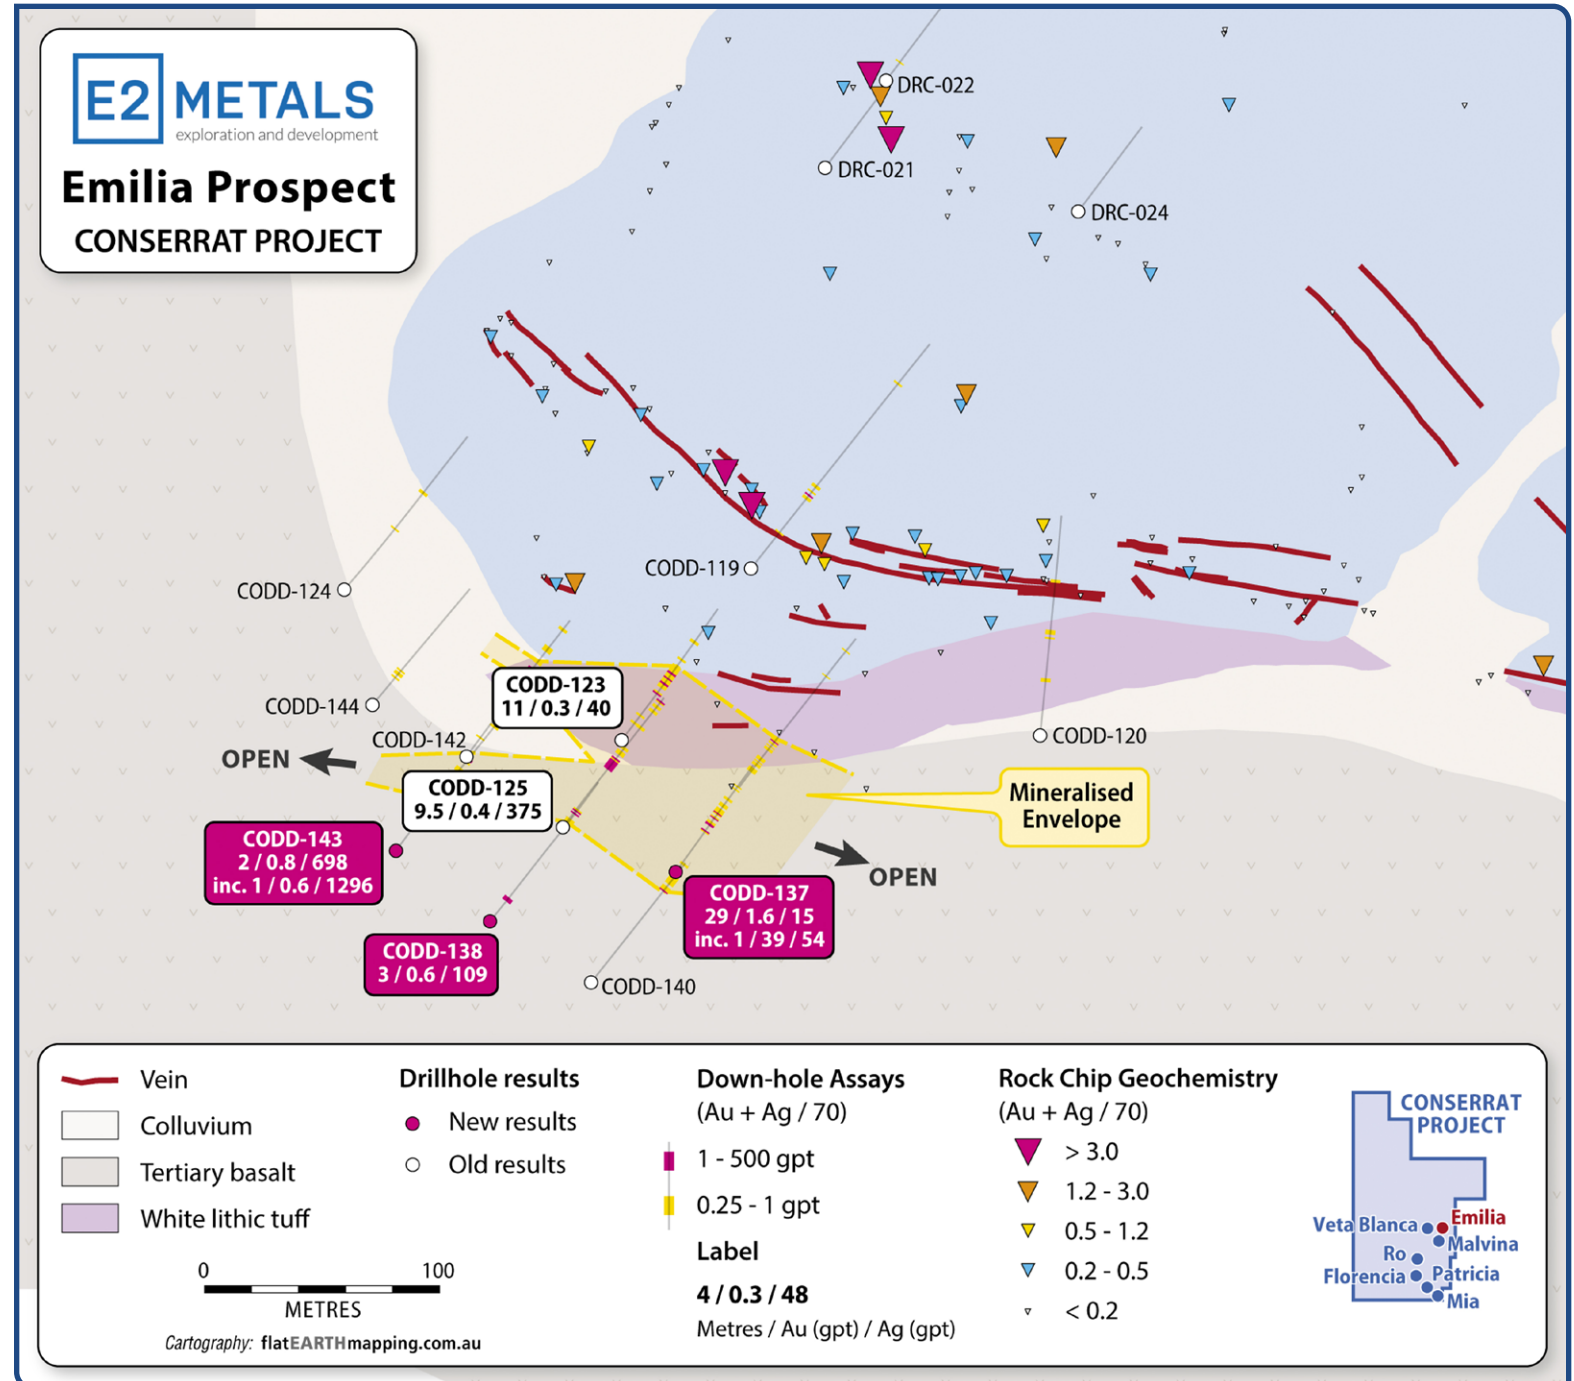 E2 METALS
exploration and development
Emilia Prospect
CONSERRAT PROJECT
DRC-022
DRC-021
DRC-024
CODD-119
CODD-124
CODD-144
CODD-123
11 / 0.3 / 40
CODD-120
CODD-142
OPEN
CODD-125
9.5 / 0.4 / 375
Mineralised
Envelope
CODD-143
2 / 0.8 / 698
inc. 1 / 0.6 / 1296
OPEN
CODD-137
29 / 1.6 / 15
inc. 1 / 39 / 54
CODD-138
3 / 0.6 / 109
CODD-140
Vein
Colluvium
Tertiary basalt
White lithic tuff
0 100
METRES
Cartography: flatEARTHmapping.com.au
Drillhole results
New results
Old results
Down-hole Assays
(Au + Ag / 70)
1 - 500 gpt
0.25 - 1 gpt
Label
4 / 0.3 / 48
Metres / Au (gpt) / Ag (gpt)
Rock Chip Geochemistry
(Au + Ag / 70)
> 3.0
1.2 - 3.0
0.5 - 1.2
0.2 - 0.5
< 0.2
CONSERRAT
PROJECT
Emilia
Veta Blanca
Malvina
Ro
Florencia
Patricia
Mia